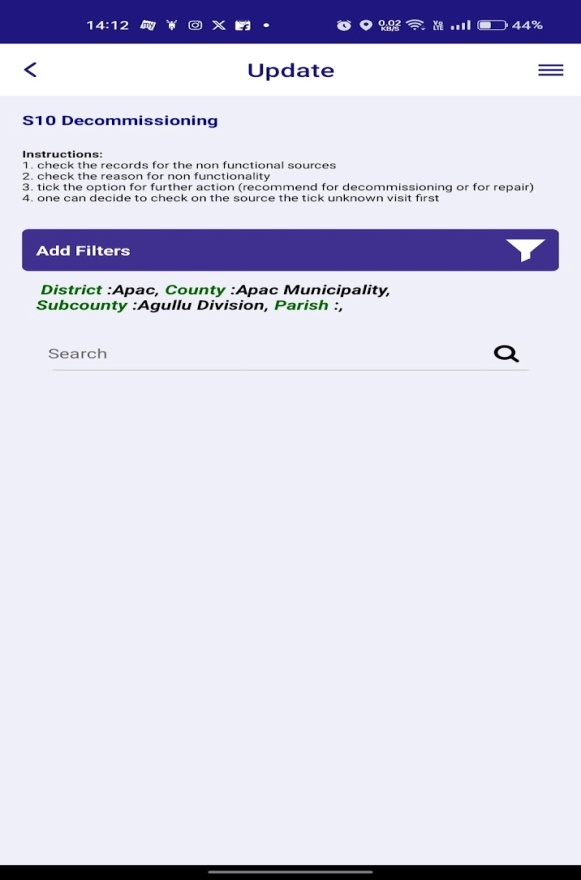 14:12 0.02 KB/S Vo LTE 44%
Update
S10 Decommissioning
Instructions:
1. check the records for the non functional sources
2. check the reason for non functionality
3. tick the option for further action (recommend for decommissioning or for repair)
4. one can decide to check on the source the tick unknown visit first
Add Filters
District :Apac, County :Apac Municipality,
Subcounty :Agullu Division, Parish :,
Search